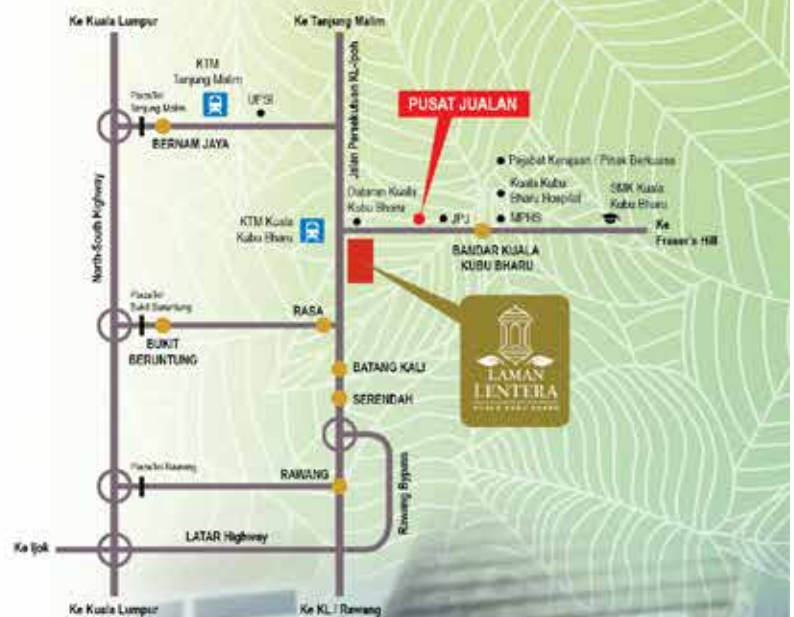 Ke Kuala Lumpur
Ke Tanjung Malim
KTM
Tanjung Malim
UPSI
Plaza Tol
Tanjung Malim
BERNAM JAYA
North-South Highway
Jalan Persekutuan KL-Ipoh
PUSAT JUALAN
Dataran Kuala
Kubu Bharu
JPJ
Pejabat Kerajaan / Pihak Berkuasa
Kuala Kubu
Bharu Hospital
MPHS
SMK Kuala
Kubu Bharu
Ke
Fraser's Hill
BANDAR KUALA
KUBU BHARU
KTM Kuala
Kubu Bharu
Plaza Tol
Bukit Beruntung
BUKIT
BERUNTUNG
RASA
BATANG KALI
SERENDAH
LAMAN
LENTERA
KUALA KUBU BHARU
Plaza Tol Rawang
RAWANG
Rawang Bypass
LATAR Highway
Ke Ijok
Ke Kuala Lumpur
Ke KL / Rawang